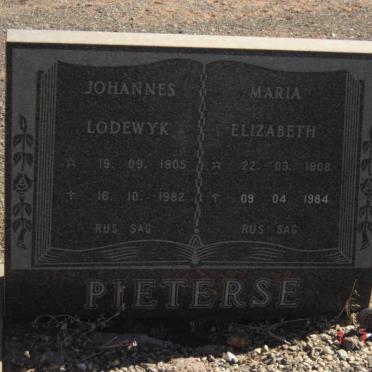 JOHANNES
LODEWYK
☆ 19. 09. 1905
✝ 16. 10. 1982
RUS SAG
MARIA
ELIZABETH
☆ 22. 03. 1908
✝ 09 04 1984
RUS SAG
PIETERSE